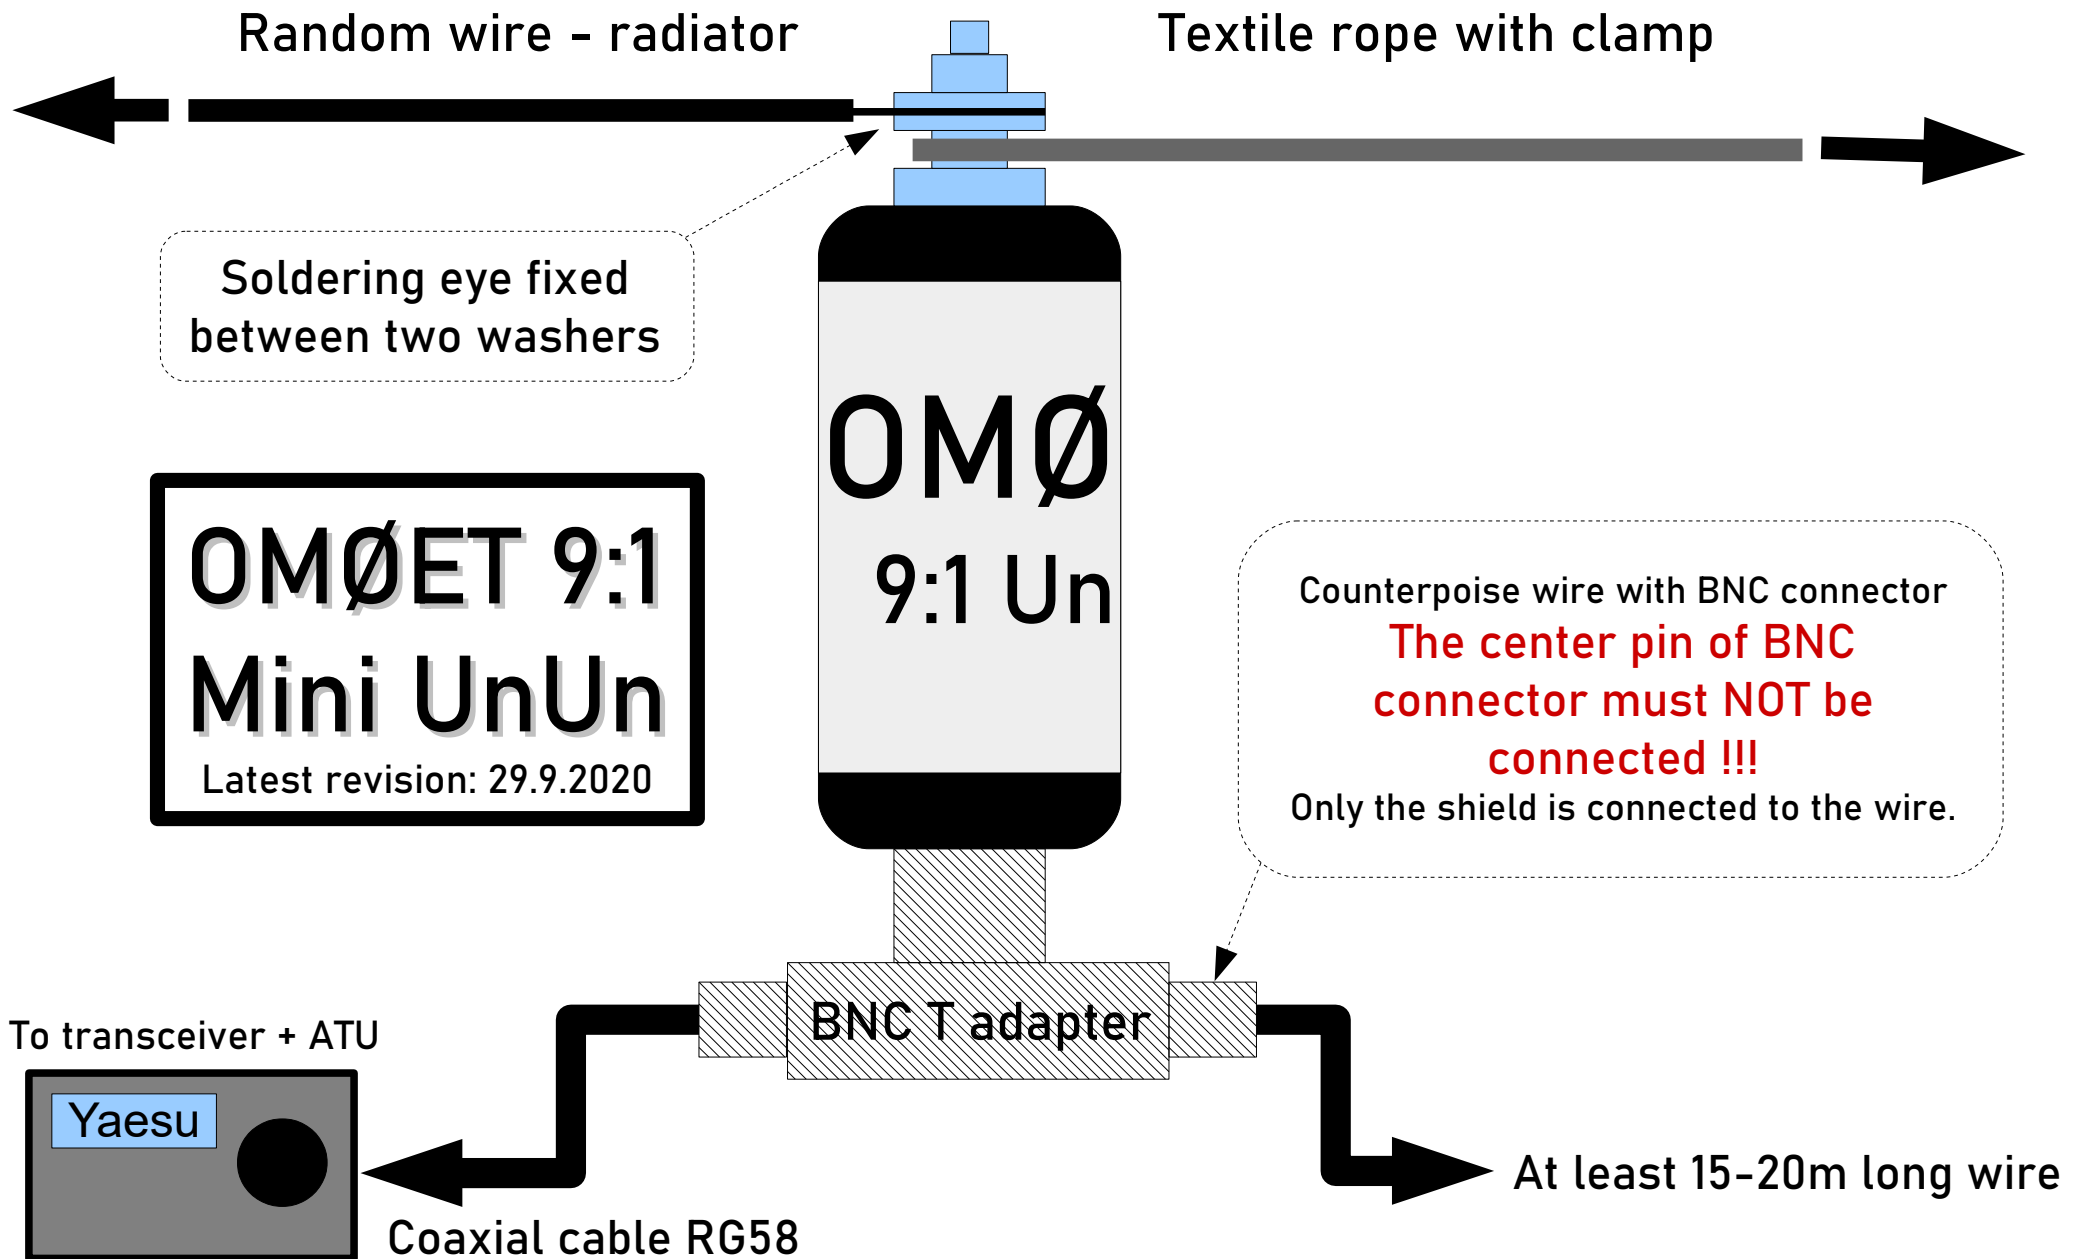 Random wire - radiator
Textile rope with clamp
Soldering eye fixed
between two washers
OMØ
9:1 Un
OMØET 9:1
Mini UnUn
Latest revision: 29.9.2020
Counterpoise wire with BNC connector
The center pin of BNC
connector must NOT be
connected !!!
Only the shield is connected to the wire.
BNC T adapter
To transceiver + ATU
Yaesu
At least 15-20m long wire
Coaxial cable RG58